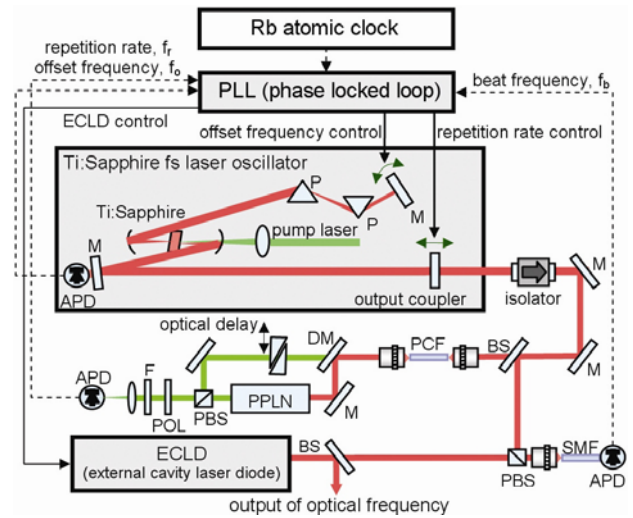 Rb atomic clock
repetition rate, fr
offset frequency, fo
PLL (phase locked loop)
beat frequency, fb
ECLD control
offset frequency control
repetition rate control
Ti:Sapphire fs laser oscillator
P
Ti:Sapphire
P
M
pump laser
M
APD
output coupler
isolator
M
optical delay
DM
PCF
BS
M
APD
F
POL
PBS
PPLN
M
ECLD
(external cavity laser diode)
BS
SMF
PBS
APD
output of optical frequency